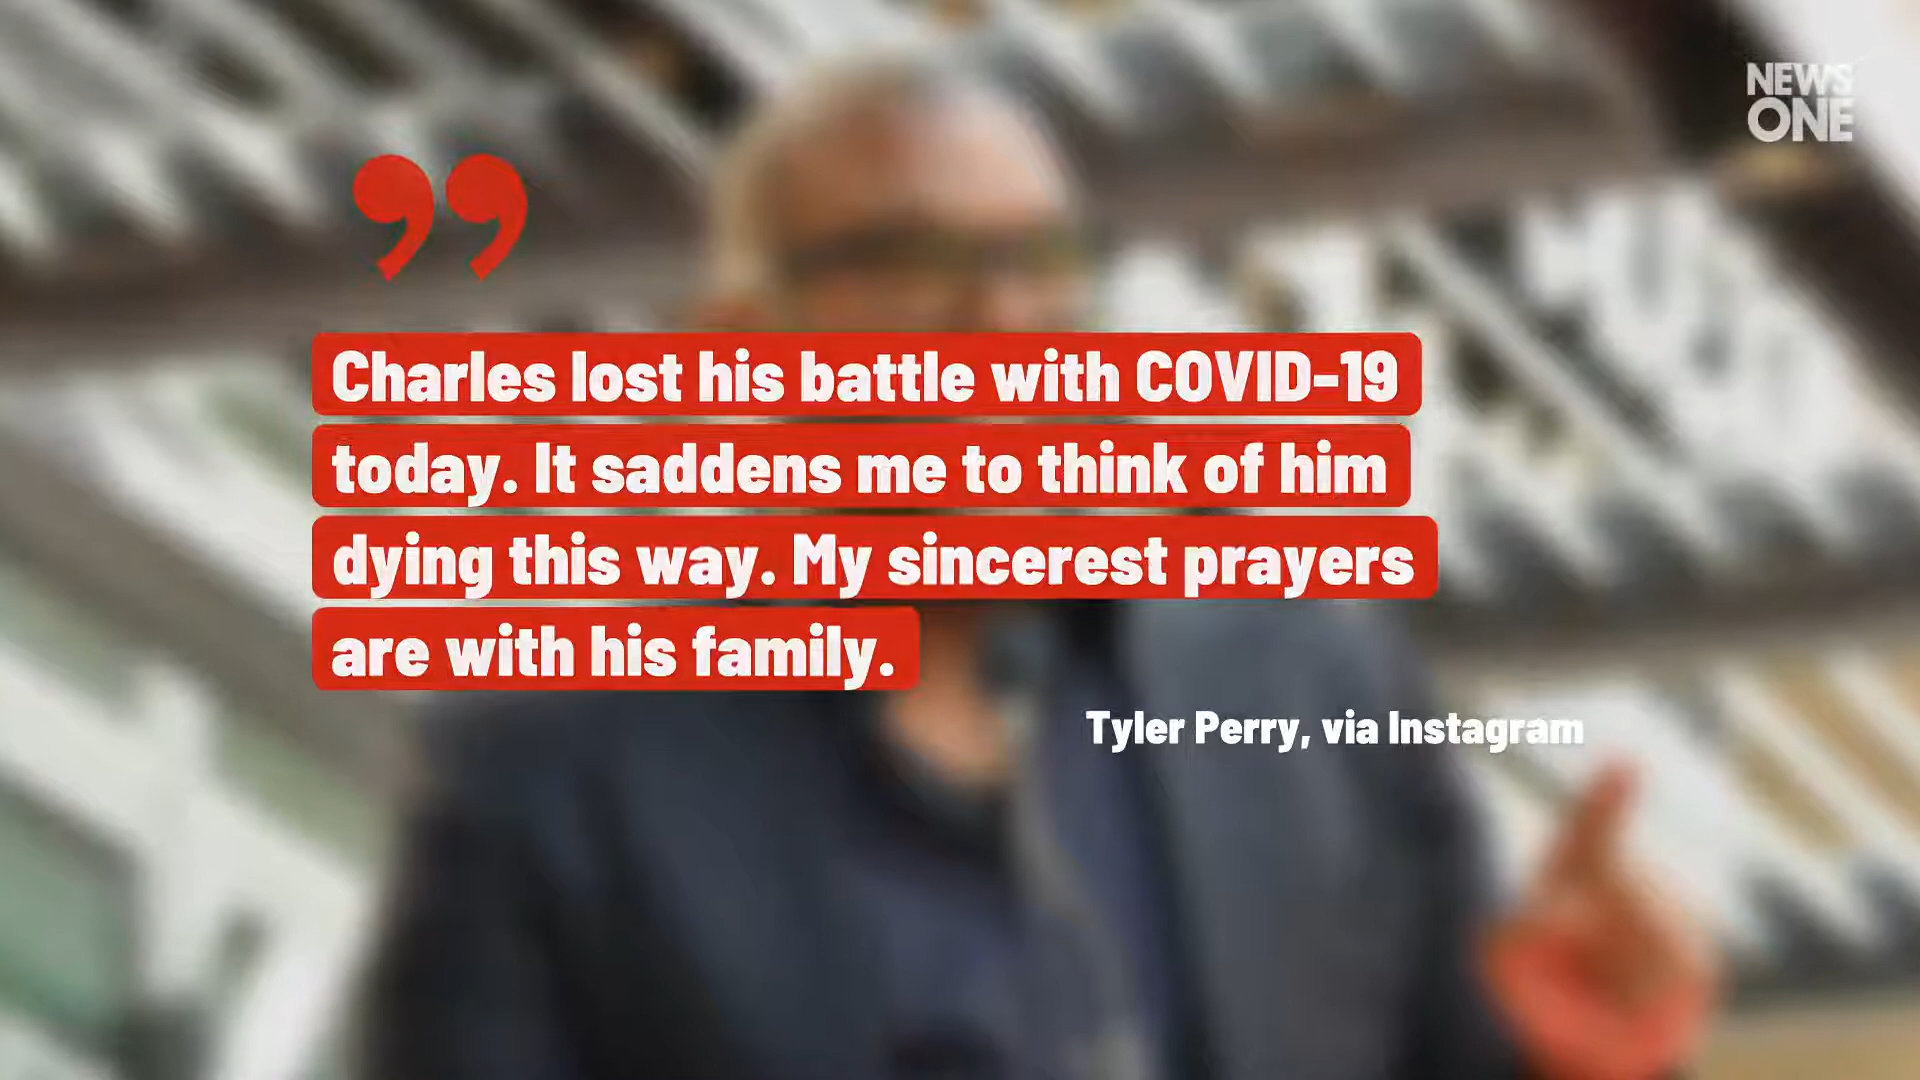 NEWS
ONE
”
Charles lost his battle with COVID-19
today. It saddens me to think of him
dying this way. My sincerest prayers
are with his family.
Tyler Perry, via Instagram